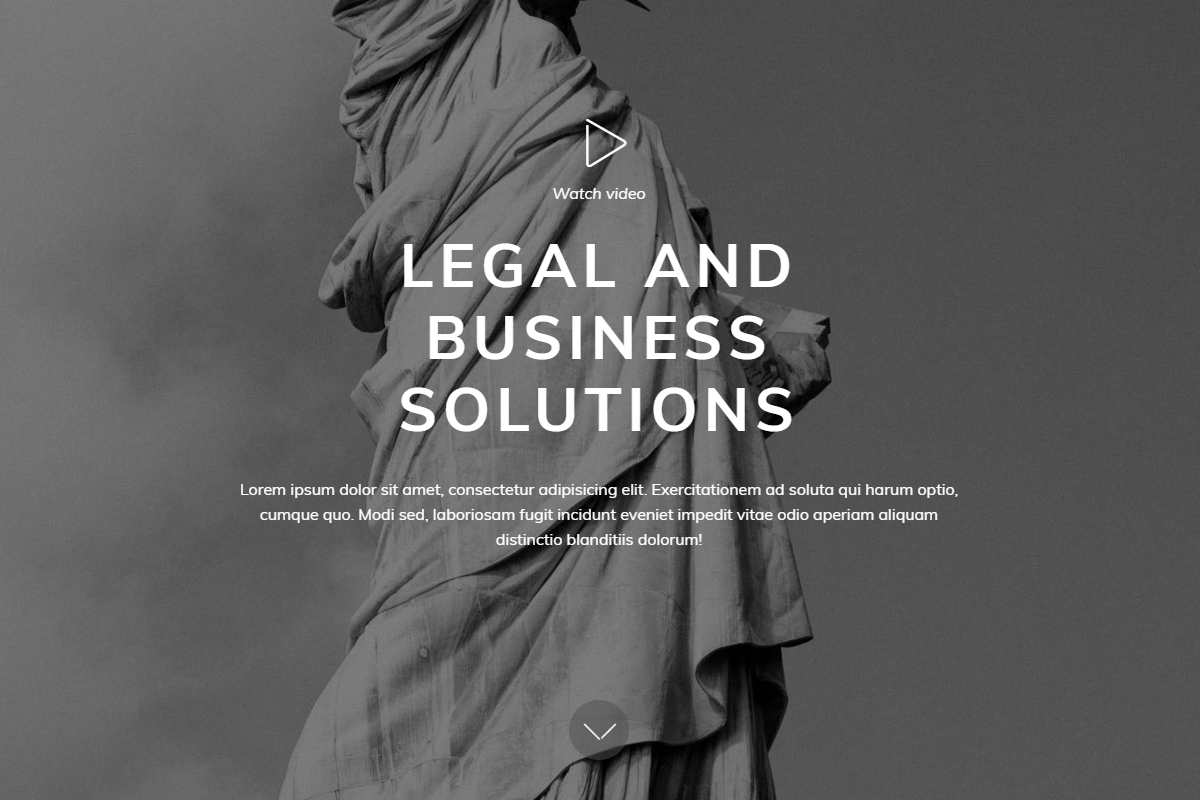 Watch video
LEGAL AND
BUSINESS
SOLUTIONS
Lorem ipsum dolor sit amet, consectetur adipisicing elit. Exercitationem ad soluta qui harum optio,
cumque quo. Modi sed, laboriosam fugit incidunt eveniet impedit vitae odio aperiam aliquam
distinctio blanditiis dolorum!